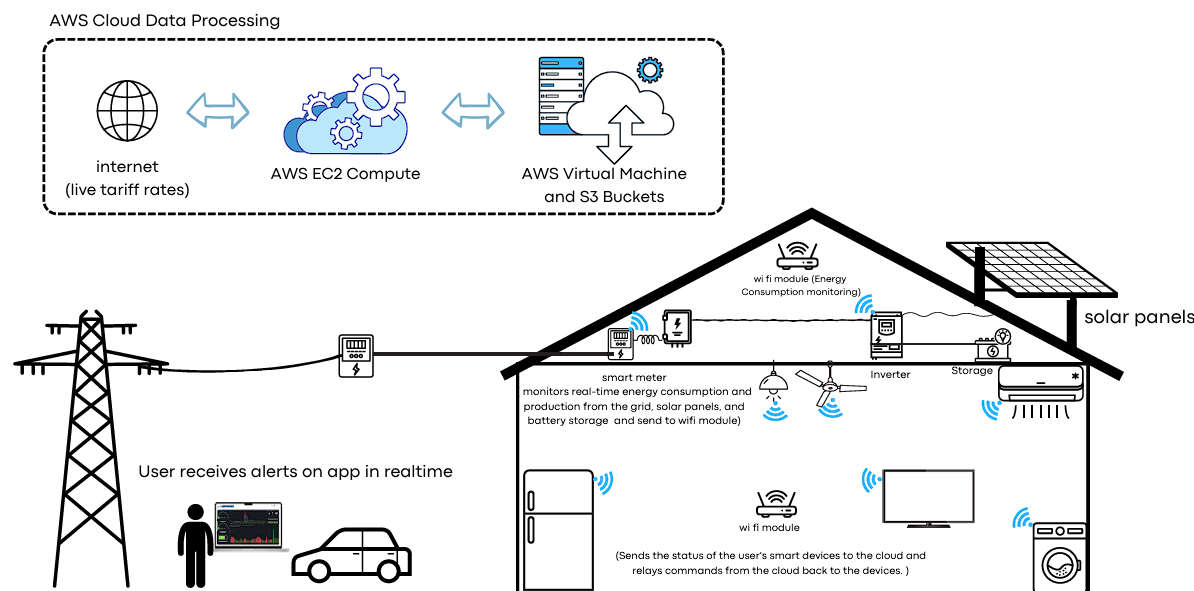 AWS Cloud Data Processing
internet
(live tariff rates)
AWS EC2 Compute
AWS Virtual Machine
and S3 Buckets
wi fi module (Energy
Consumption monitoring)
solar panels
smart meter
monitors real-time energy consumption and
production from the grid, solar panels, and
battery storage and send to wifi module)
Inverter
Storage
User receives alerts on app in realtime
wi fi module
(Sends the status of the user's smart devices to the cloud and
relays commands from the cloud back to the devices. )